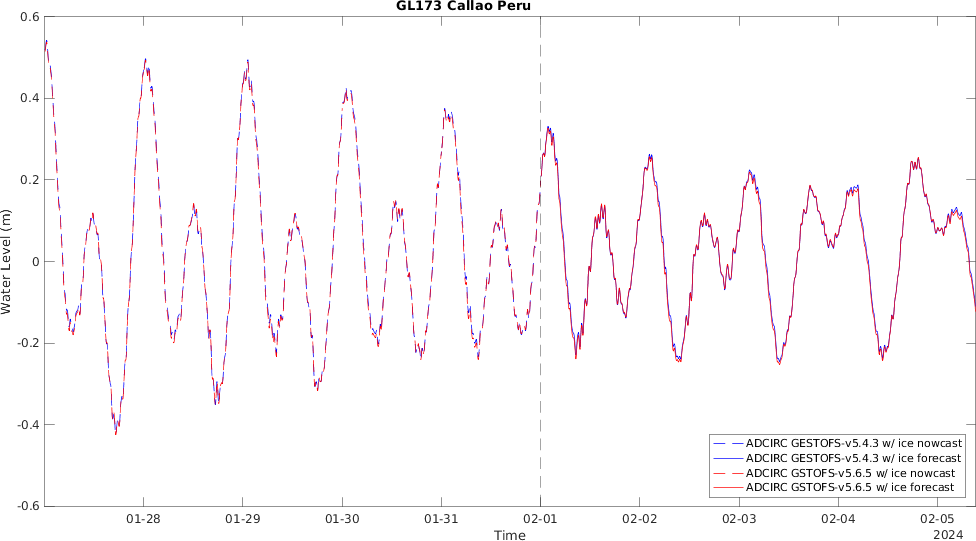 GL173 Callao Peru
0.6
0.4
0.2
0
-0.2
-0.4
-0.6
Water Level (m)
ADCIRC GESTOFS-v5.4.3 w/ ice nowcast
ADCIRC GESTOFS-v5.4.3 w/ ice forecast
ADCIRC GSTOFS-v5.6.5 w/ ice nowcast
ADCIRC GSTOFS-v5.6.5 w/ ice forecast
01-28 01-29 01-30 01-31 02-01 02-02 02-03 02-04 02-05
Time
2024